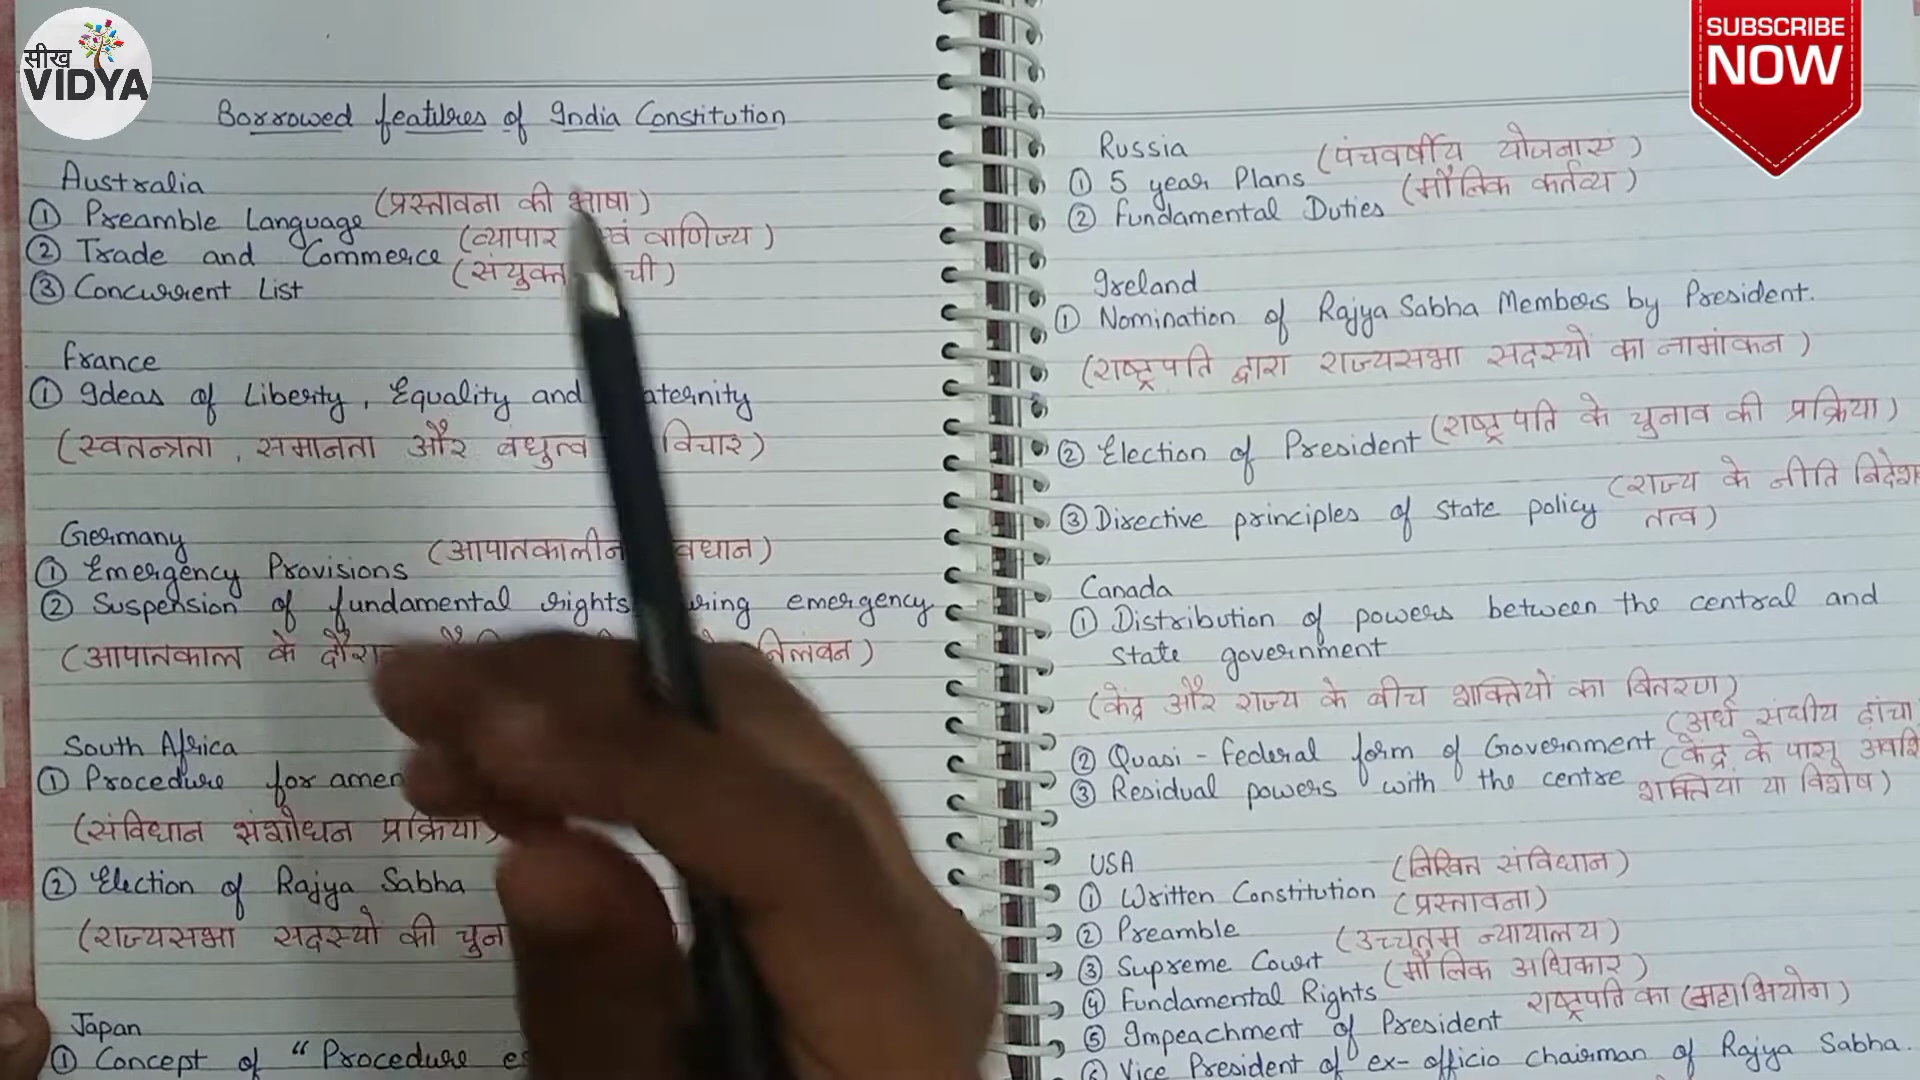 सीख
VIDYA
SUBSCRIBE
NOW
Borrowed features of India Constitution
Australia
① Preamble Language (प्रस्तावना की भाषा)
② Trade and Commerce (व्यापार वं वाणिज्य)
③ Concurrent List (संयुक्त ची)
France
① Ideas of Liberty, Equality and aternity
(स्वतन्त्रता, समानता और बंधुत्व विचार)
Germany
① Emergency Provisions (आपातकालीन वधान)
② Suspension of fundamental rights ring emergency
(आपातकाल के दौरा निलंबन)
South Africa
① Procedure for amen
(संविधान संशोधन प्रक्रिया)
② Election of Rajya Sabha
(राज्यसभा सदस्यों की चुन
Japan
① Concept of "Procedure es
Russia
① 5 year Plans (पंचवर्षीय योजनाएं)
② Fundamental Duties (मौलिक कर्तव्य)
Ireland
① Nomination of Rajya Sabha Members by President.
(राष्ट्रपति द्वारा राज्यसभा सदस्यों का नामांकन)
② Election of President (राष्ट्रपति के चुनाव की प्रक्रिया)
③ Directive principles of state policy (राज्य के नीति निदेश
तत्व)
Canada
① Distribution of powers between the central and
state government
(केंद्र और राज्य के बीच शक्तियों का वितरण)
② Quasi - Federal form of Government (अर्ध संघीय ढांचा
③ Residual powers with the centre (केंद्र के पास अवशि
शक्तियां या विशेष)
USA
① Written Constitution (लिखित संविधान)
② Preamble (प्रस्तावना)
③ Supreme Court (उच्चतम न्यायालय)
④ Fundamental Rights (मौलिक अधिकार)
⑤ Impeachment of President राष्ट्रपति का (महाभियोग)
⑥ Vice President of ex-officio chairman of Rajya Sabha.